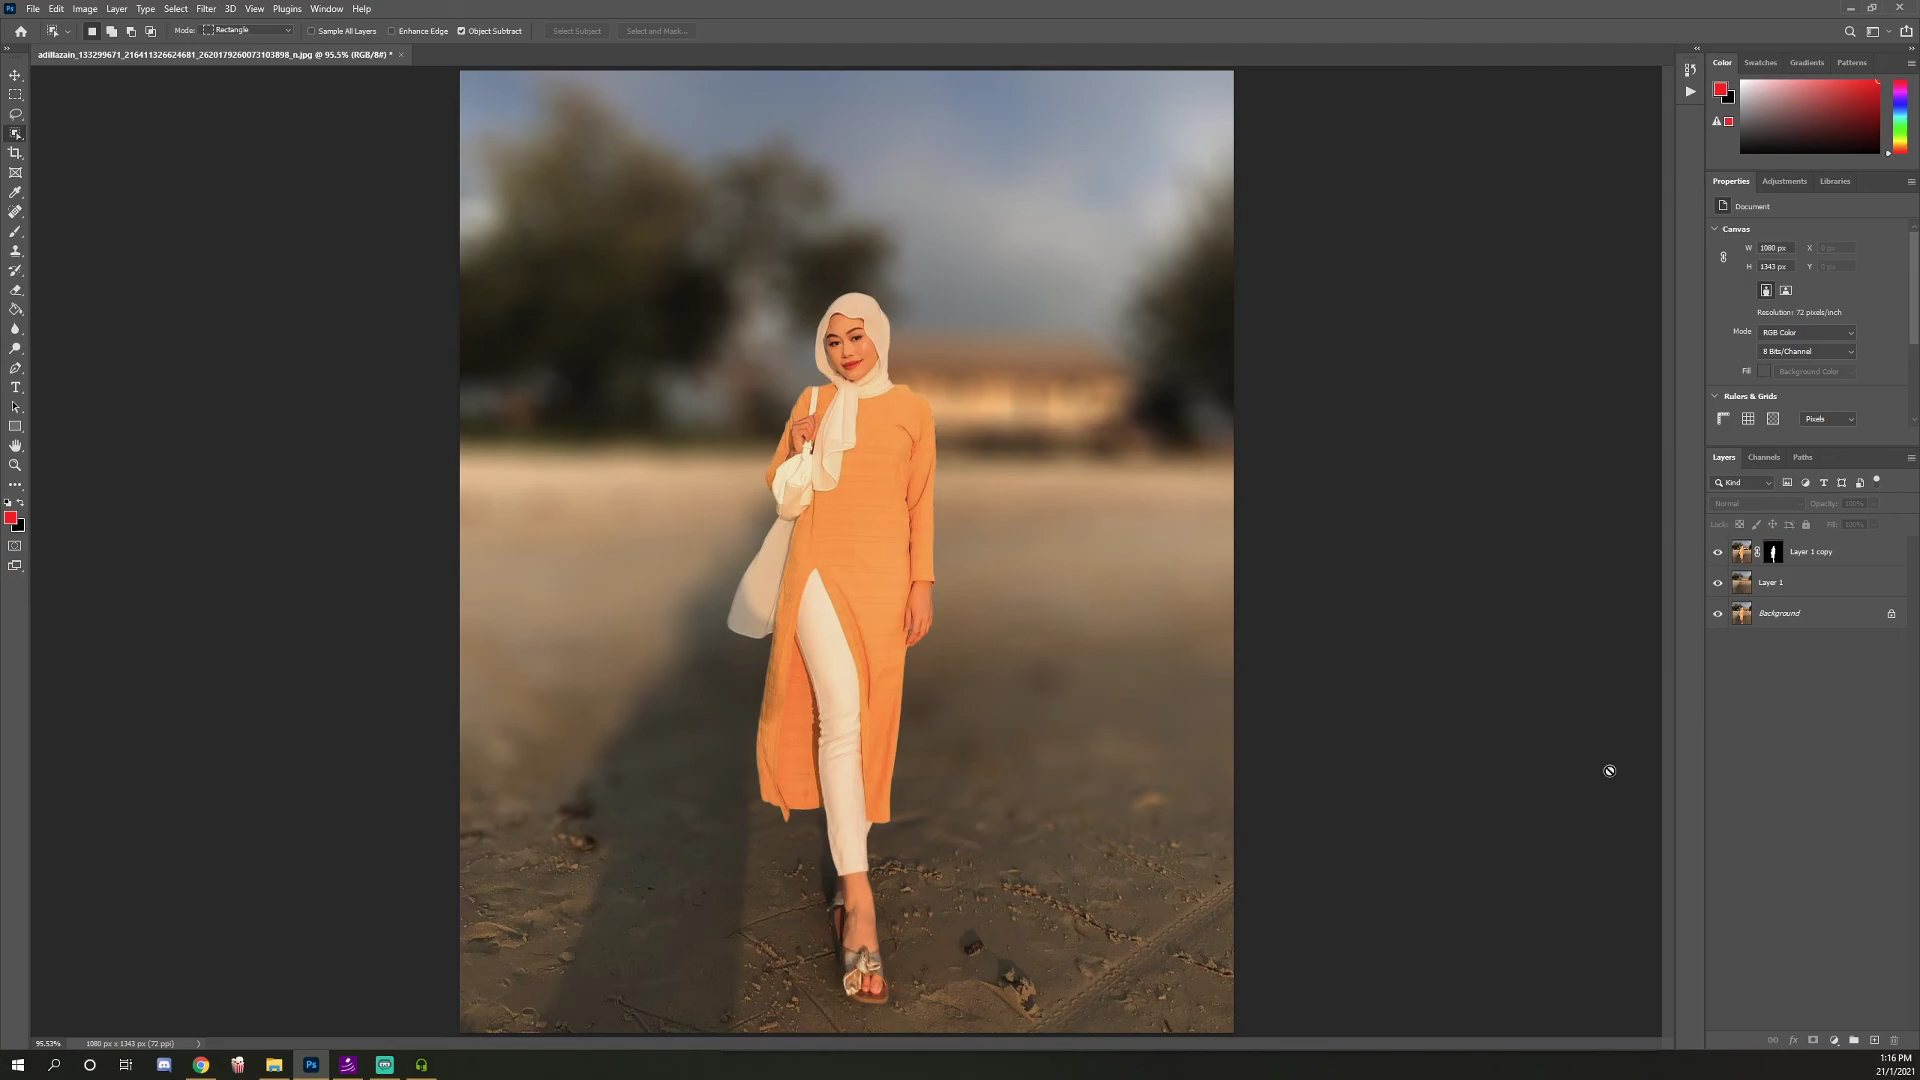 Ps File Edit Image Layer Type Select Filter 3D View Plugins Window Help
Mode: Rectangle Sample All Layers Enhance Edge Object Subtract Select Subject Select and Mask...
adillazain_133299671_216411326624681_2620179260073103898_n.jpg @ 95.5% (RGB/8#) *
Color Swatches Gradients Patterns
Properties Adjustments Libraries
Document
Canvas
W 1080 px X 0 px
H 1343 px Y 0 px
Resolution: 72 pixels/inch
Mode RGB Color
8 Bits/Channel
Fill Background Color
Rulers & Grids
Pixels
Layers Channels Paths
Kind
Normal Opacity: 100%
Lock: Fill: 100%
Layer 1 copy
Layer 1
Background
95.53% 1080 px x 1343 px (72 ppi)
Ps
1:16 PM
21/1/2021